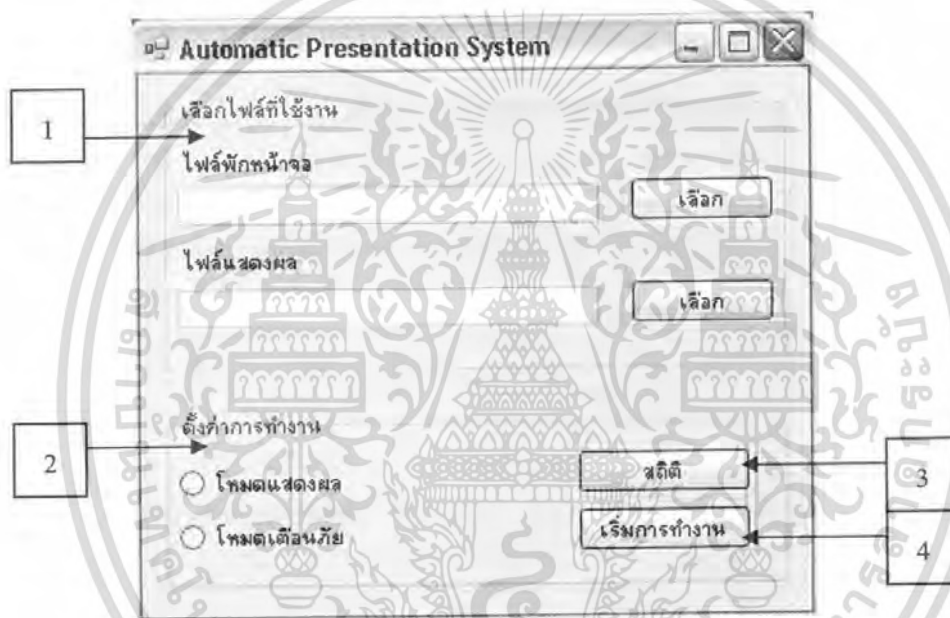 Automatic Presentation System
1
เลือกไฟล์ที่ใช้งาน
ไฟล์พักหน้าจอ
เลือก
ไฟล์แสดงผล
เลือก
2
ตั้งค่าการทำงาน
โหมดแสดงผล
โหมดเตือนภัย
สถิติ
3
เริ่มการทำงาน
4